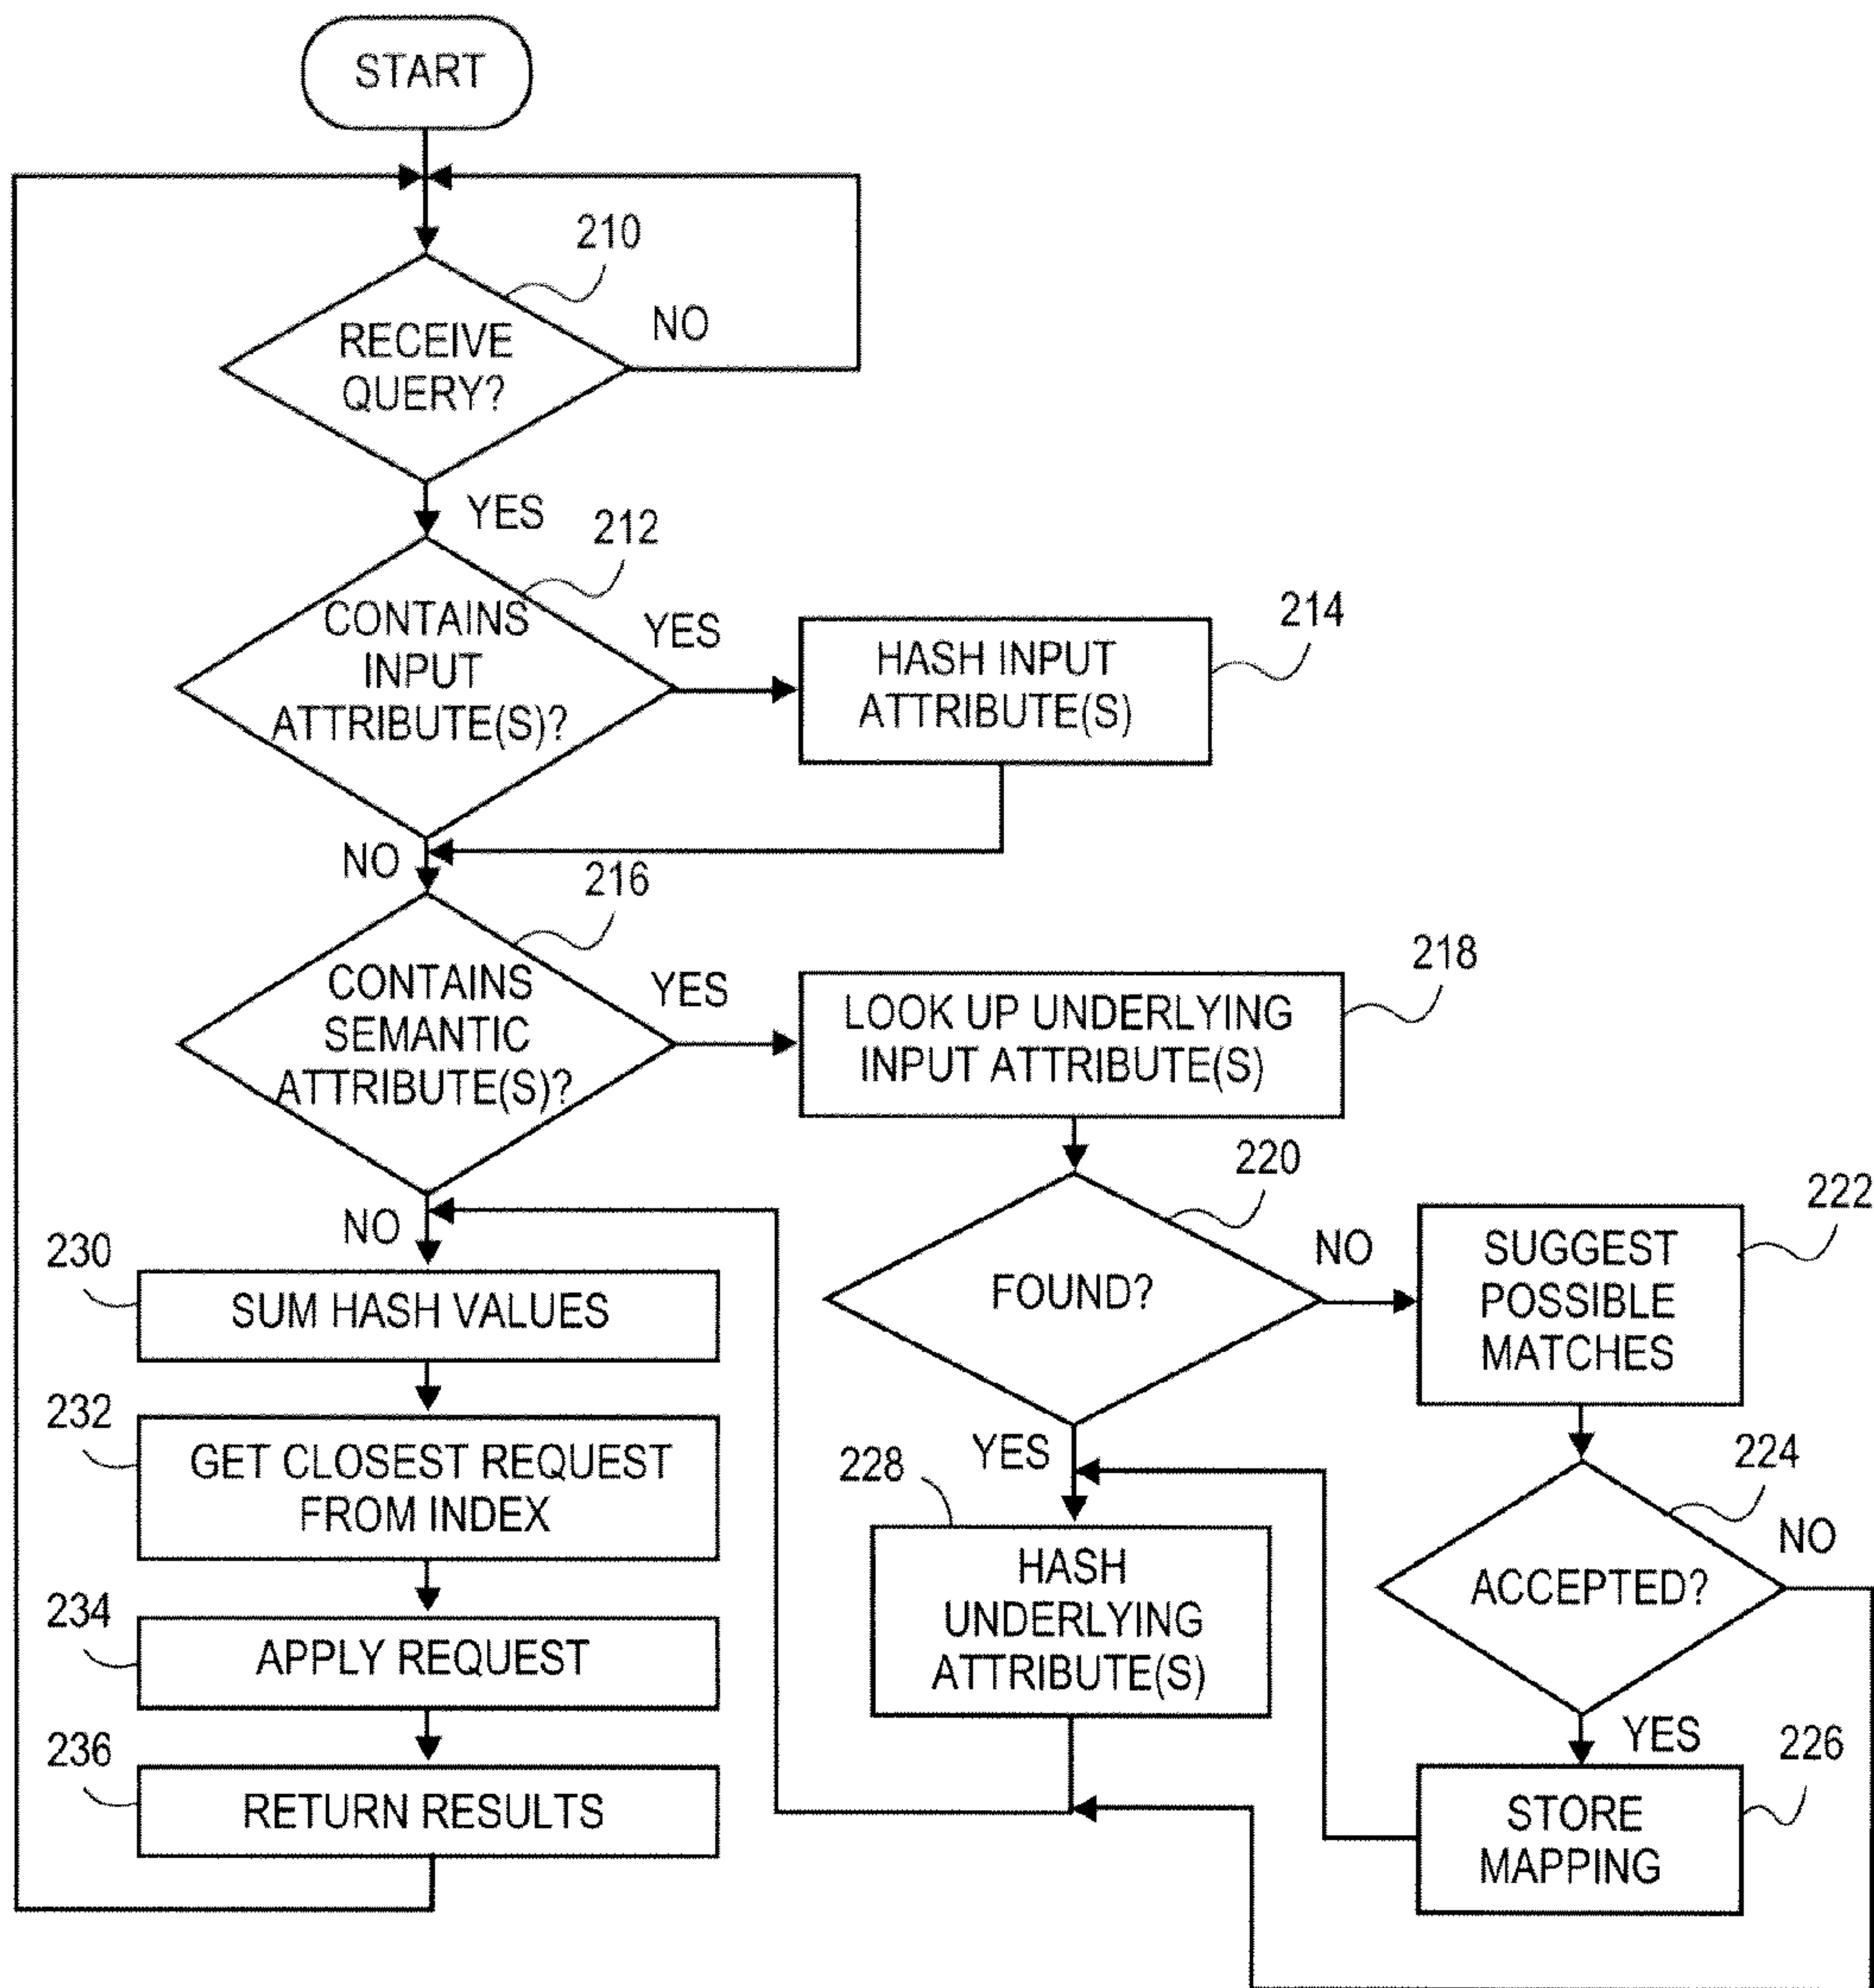 START
210
RECEIVE
QUERY?
NO
YES
212
CONTAINS
INPUT
ATTRIBUTE(S)?
YES
214
HASH INPUT
ATTRIBUTE(S)
NO
216
CONTAINS
SEMANTIC
ATTRIBUTE(S)?
YES
218
LOOK UP UNDERLYING
INPUT ATTRIBUTE(S)
220
FOUND?
NO
222
SUGGEST
POSSIBLE
MATCHES
224
ACCEPTED?
NO
YES
226
STORE
MAPPING
YES
228
HASH
UNDERLYING
ATTRIBUTE(S)
NO
230
SUM HASH VALUES
232
GET CLOSEST REQUEST
FROM INDEX
234
APPLY REQUEST
236
RETURN RESULTS